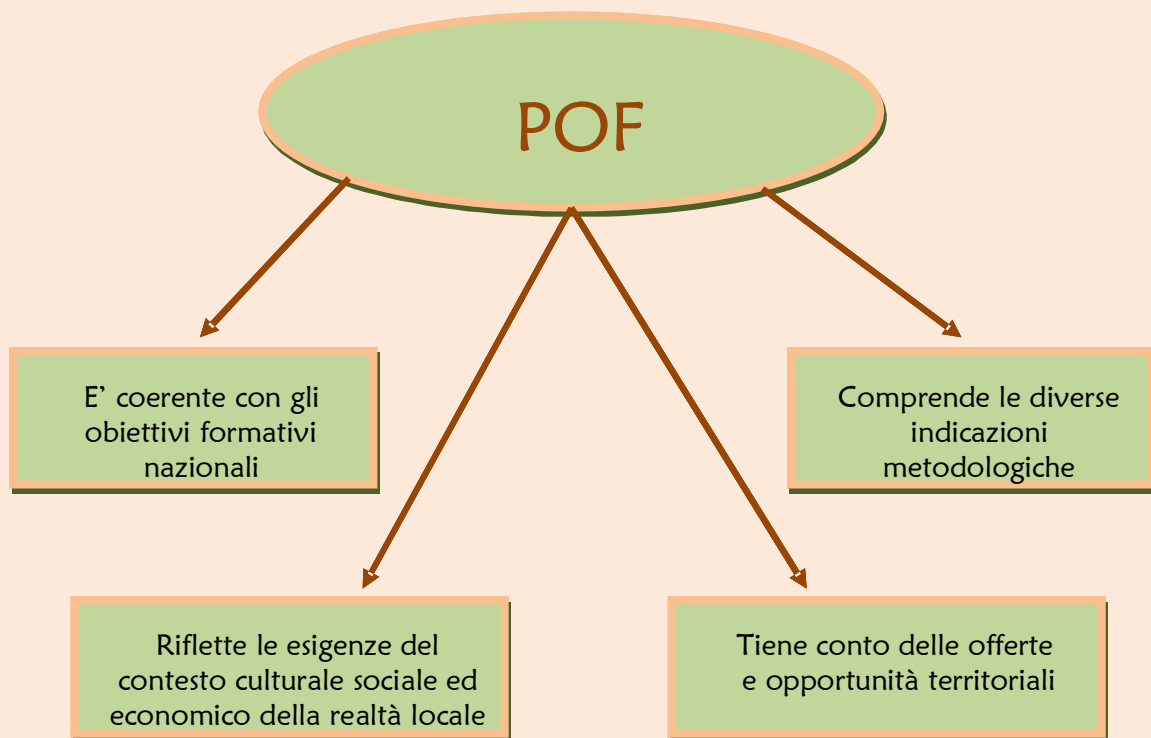 POF
E’ coerente con gli
obiettivi formativi
nazionali
Comprende le diverse
indicazioni
metodologiche
Riflette le esigenze del
contesto culturale sociale ed
economico della realtà locale
Tiene conto delle offerte
e opportunità territoriali